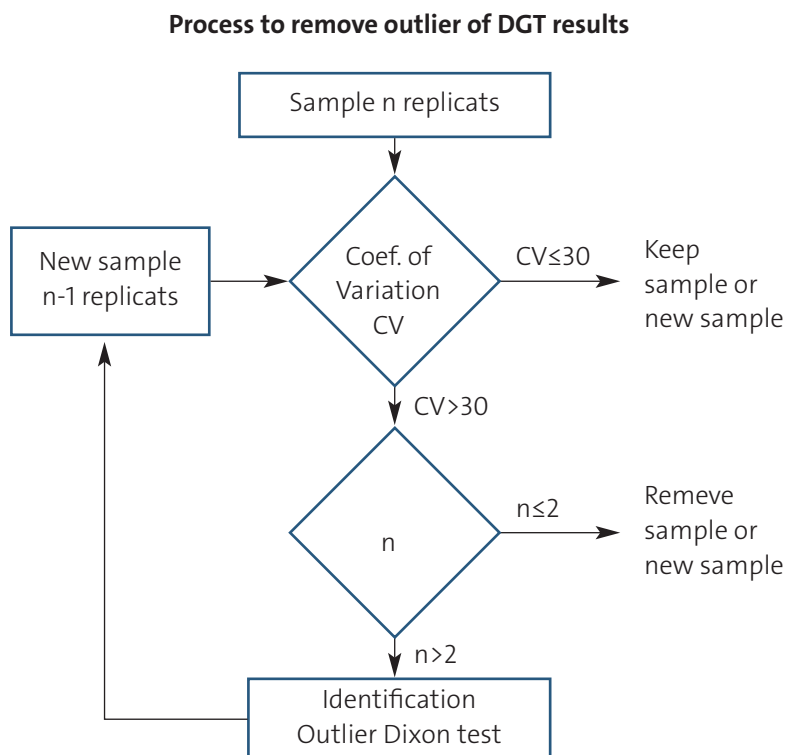 Process to remove outlier of DGT results
Sample n replicats
New sample
n-1 replicats
Coef. of
Variation
CV
CV≤30
Keep
sample or
new sample
CV>30
n
n≤2
Remeve
sample or
new sample
n>2
Identification
Outlier Dixon test